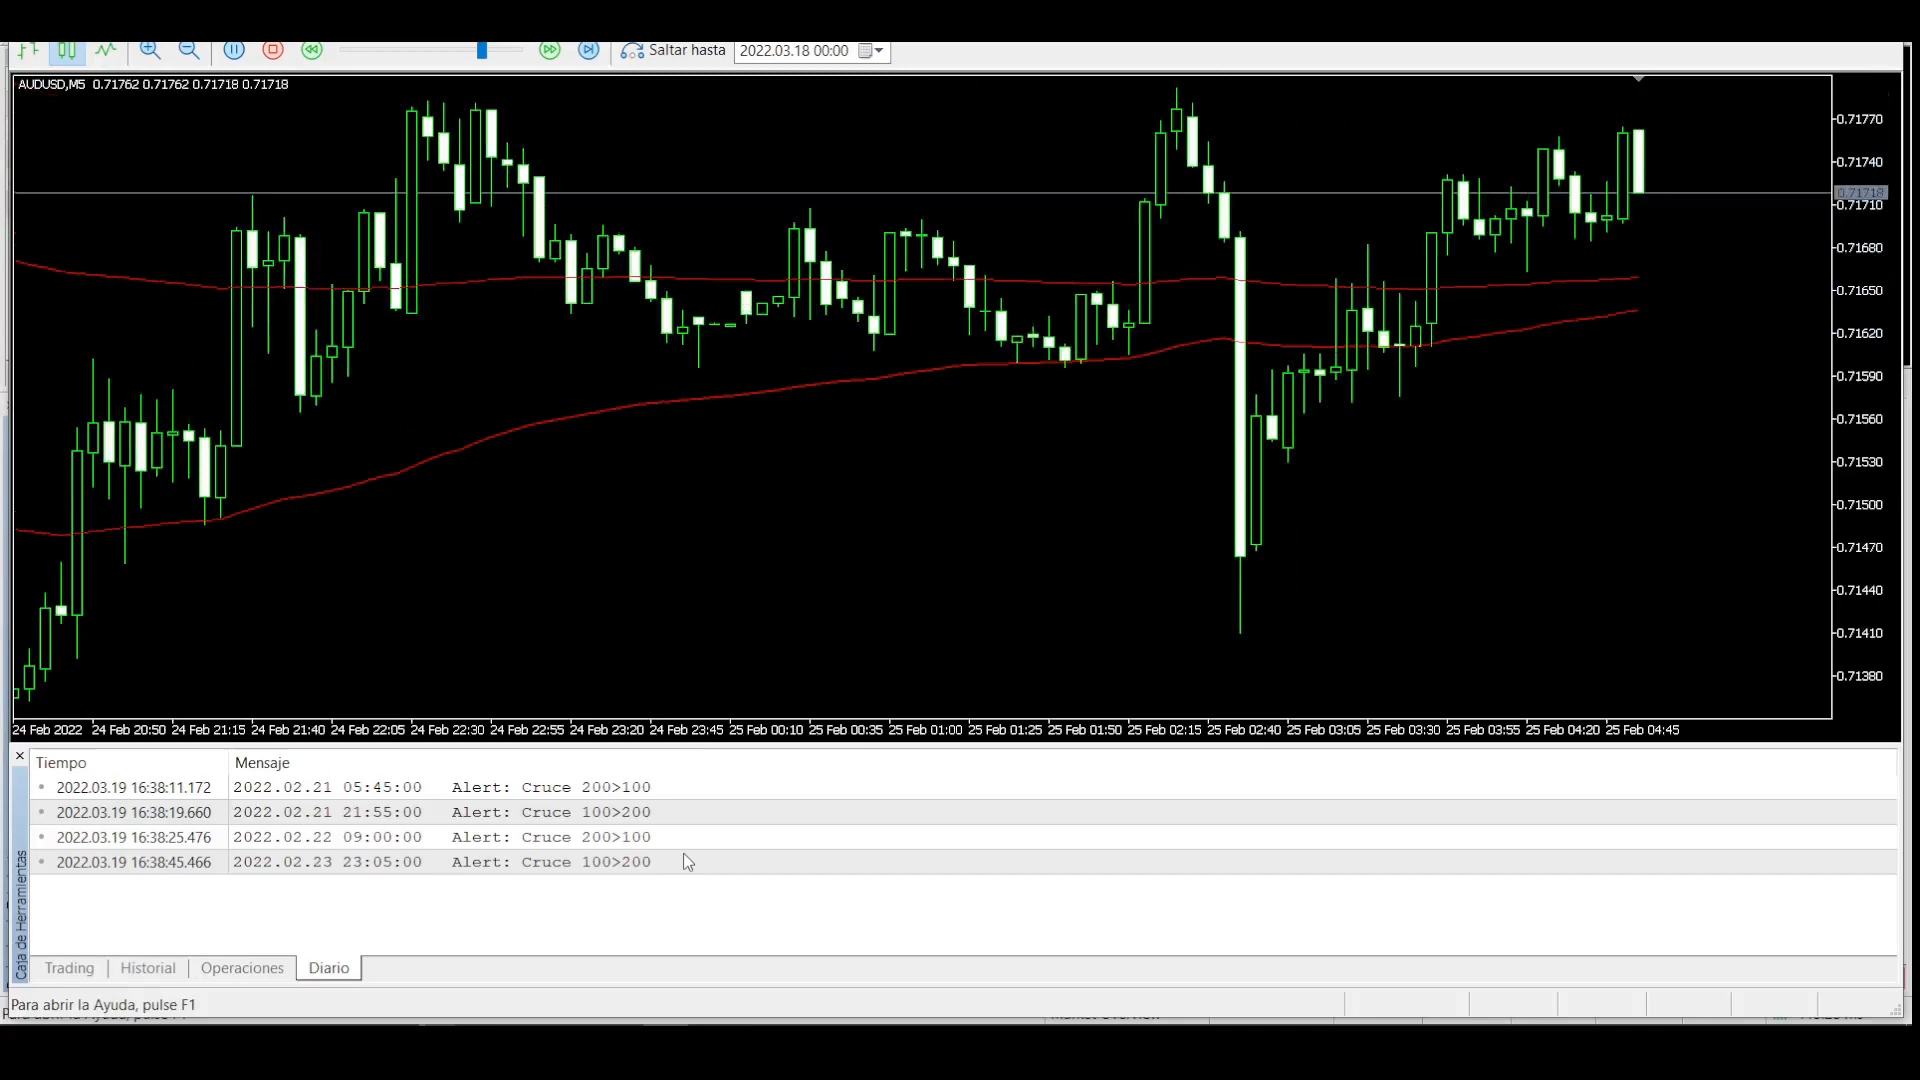 Saltar hasta 2022.03.18 00:00
AUDUSD,M5 0.71762 0.71762 0.71718 0.71718
0.71770
0.71740
0.71718
0.71710
0.71680
0.71650
0.71620
0.71590
0.71560
0.71530
0.71500
0.71470
0.71440
0.71410
0.71380
24 Feb 2022 24 Feb 20:50 24 Feb 21:15 24 Feb 21:40 24 Feb 22:05 24 Feb 22:30 24 Feb 22:55 24 Feb 23:20 24 Feb 23:45 25 Feb 00:10 25 Feb 00:35 25 Feb 01:00 25 Feb 01:25 25 Feb 01:50 25 Feb 02:15 25 Feb 02:40 25 Feb 03:05 25 Feb 03:30 25 Feb 03:55 25 Feb 04:20 25 Feb 04:45
Tiempo Mensaje
2022.03.19 16:38:11.172 2022.02.21 05:45:00 Alert: Cruce 200>100
2022.03.19 16:38:19.660 2022.02.21 21:55:00 Alert: Cruce 100>200
2022.03.19 16:38:25.476 2022.02.22 09:00:00 Alert: Cruce 200>100
2022.03.19 16:38:45.466 2022.02.23 23:05:00 Alert: Cruce 100>200
Caja de Herramientas
Trading Historial Operaciones Diario
Para abrir la Ayuda, pulse F1